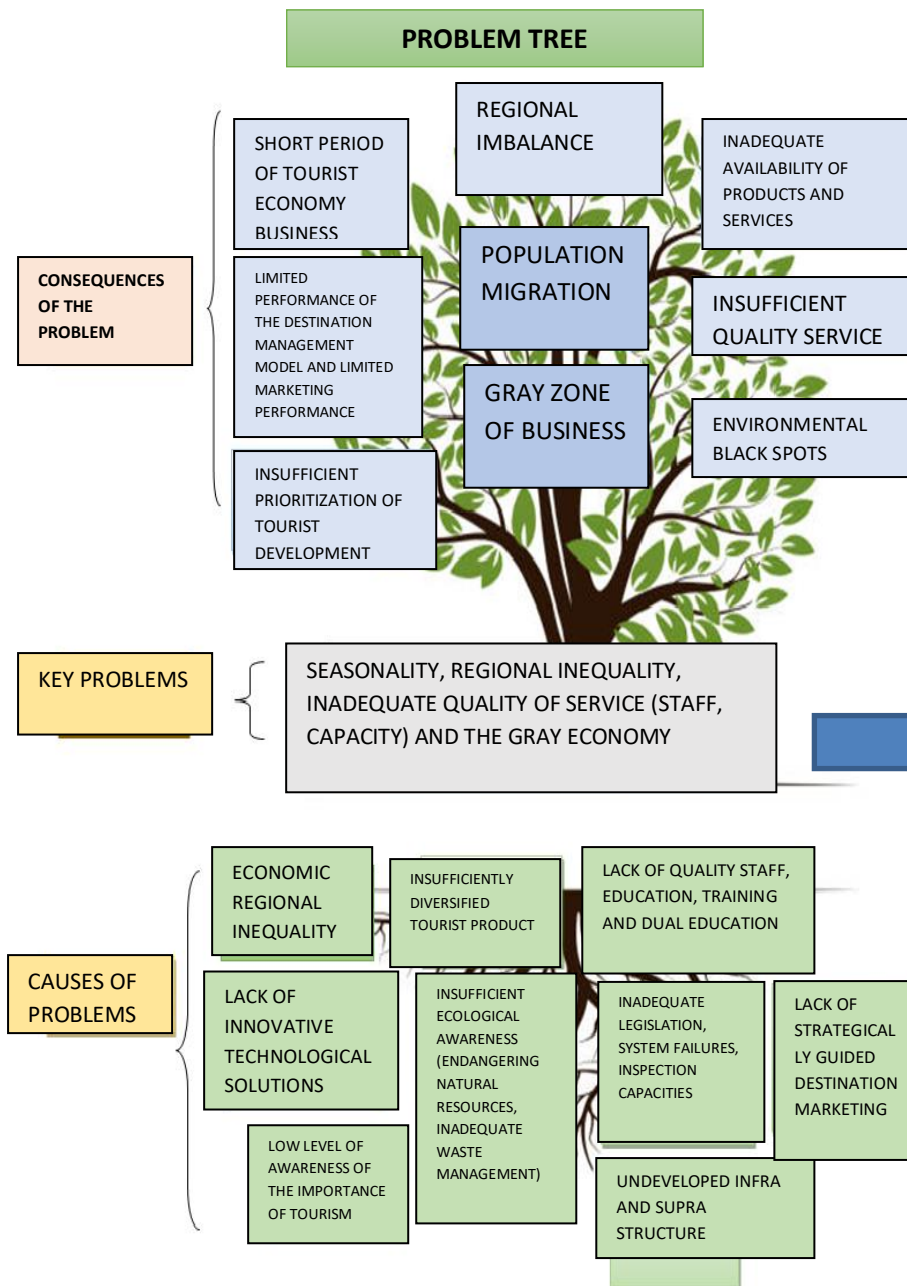 PROBLEM TREE
REGIONAL
IMBALANCE
SHORT PERIOD
OF TOURIST
ECONOMY
BUSINESS
INADEQUATE
AVAILABILITY OF
PRODUCTS AND
SERVICES
POPULATION
MIGRATION
CONSEQUENCES
OF THE
PROBLEM
LIMITED
PERFORMANCE OF
THE DESTINATION
MANAGEMENT
MODEL AND LIMITED
MARKETING
PERFORMANCE
INSUFFICIENT
QUALITY SERVICE
GRAY ZONE
OF BUSINESS
ENVIRONMENTAL
BLACK SPOTS
INSUFFICIENT
PRIORITIZATION OF
TOURIST
DEVELOPMENT
KEY PROBLEMS
SEASONALITY, REGIONAL INEQUALITY,
INADEQUATE QUALITY OF SERVICE (STAFF,
CAPACITY) AND THE GRAY ECONOMY
ECONOMIC
REGIONAL
INEQUALITY
INSUFFICIENTLY
DIVERSIFIED
TOURIST PRODUCT
LACK OF QUALITY STAFF,
EDUCATION, TRAINING
AND DUAL EDUCATION
CAUSES OF
PROBLEMS
LACK OF
INNOVATIVE
TECHNOLOGICAL
SOLUTIONS
INSUFFICIENT
ECOLOGICAL
AWARENESS
(ENDANGERING
NATURAL
RESOURCES,
INADEQUATE
WASTE
MANAGEMENT)
INADEQUATE
LEGISLATION,
SYSTEM FAILURES,
INSPECTION
CAPACITIES
LACK OF
STRATEGICAL
LY GUIDED
DESTINATION
MARKETING
LOW LEVEL OF
AWARENESS OF
THE IMPORTANCE
OF TOURISM
UNDEVELOPED INFRA
AND SUPRA
STRUCTURE